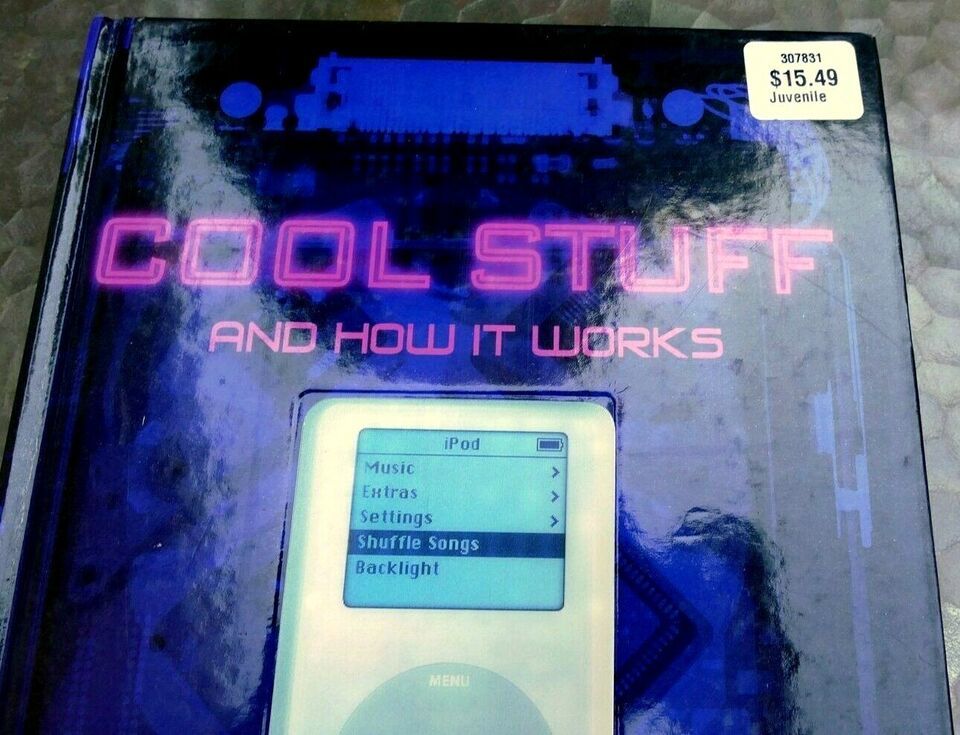 307831
$15.49
Juvenile
COOL STUFF
AND HOW IT WORKS
iPod
Music
Extras
Settings
Shuffle Songs
Backlight
MENU